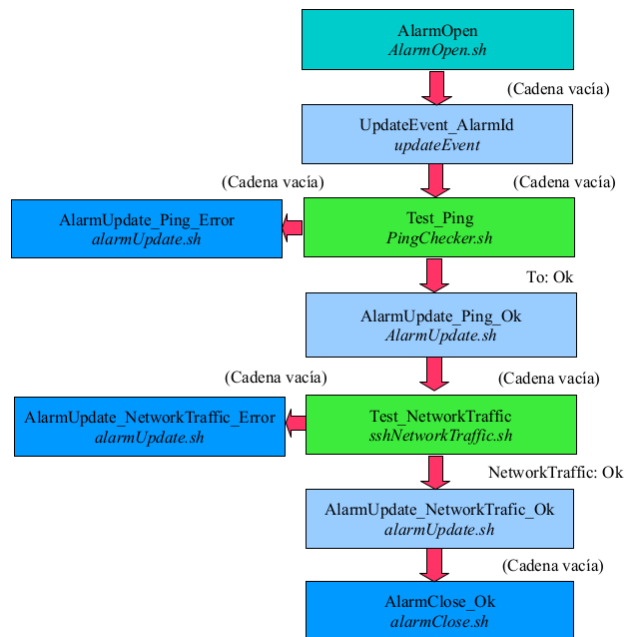 AlarmOpen
AlarmOpen.sh
(Cadena vacía)
UpdateEvent_AlarmId
updateEvent
(Cadena vacía)
(Cadena vacía)
AlarmUpdate_Ping_Error
alarmUpdate.sh
Test_Ping
PingChecker.sh
To: Ok
AlarmUpdate_Ping_Ok
AlarmUpdate.sh
(Cadena vacía)
(Cadena vacía)
AlarmUpdate_NetworkTraffic_Error
alarmUpdate.sh
Test_NetworkTraffic
sshNetworkTraffic.sh
NetworkTraffic: Ok
AlarmUpdate_NetworkTrafic_Ok
alarmUpdate.sh
(Cadena vacía)
AlarmClose_Ok
alarmClose.sh